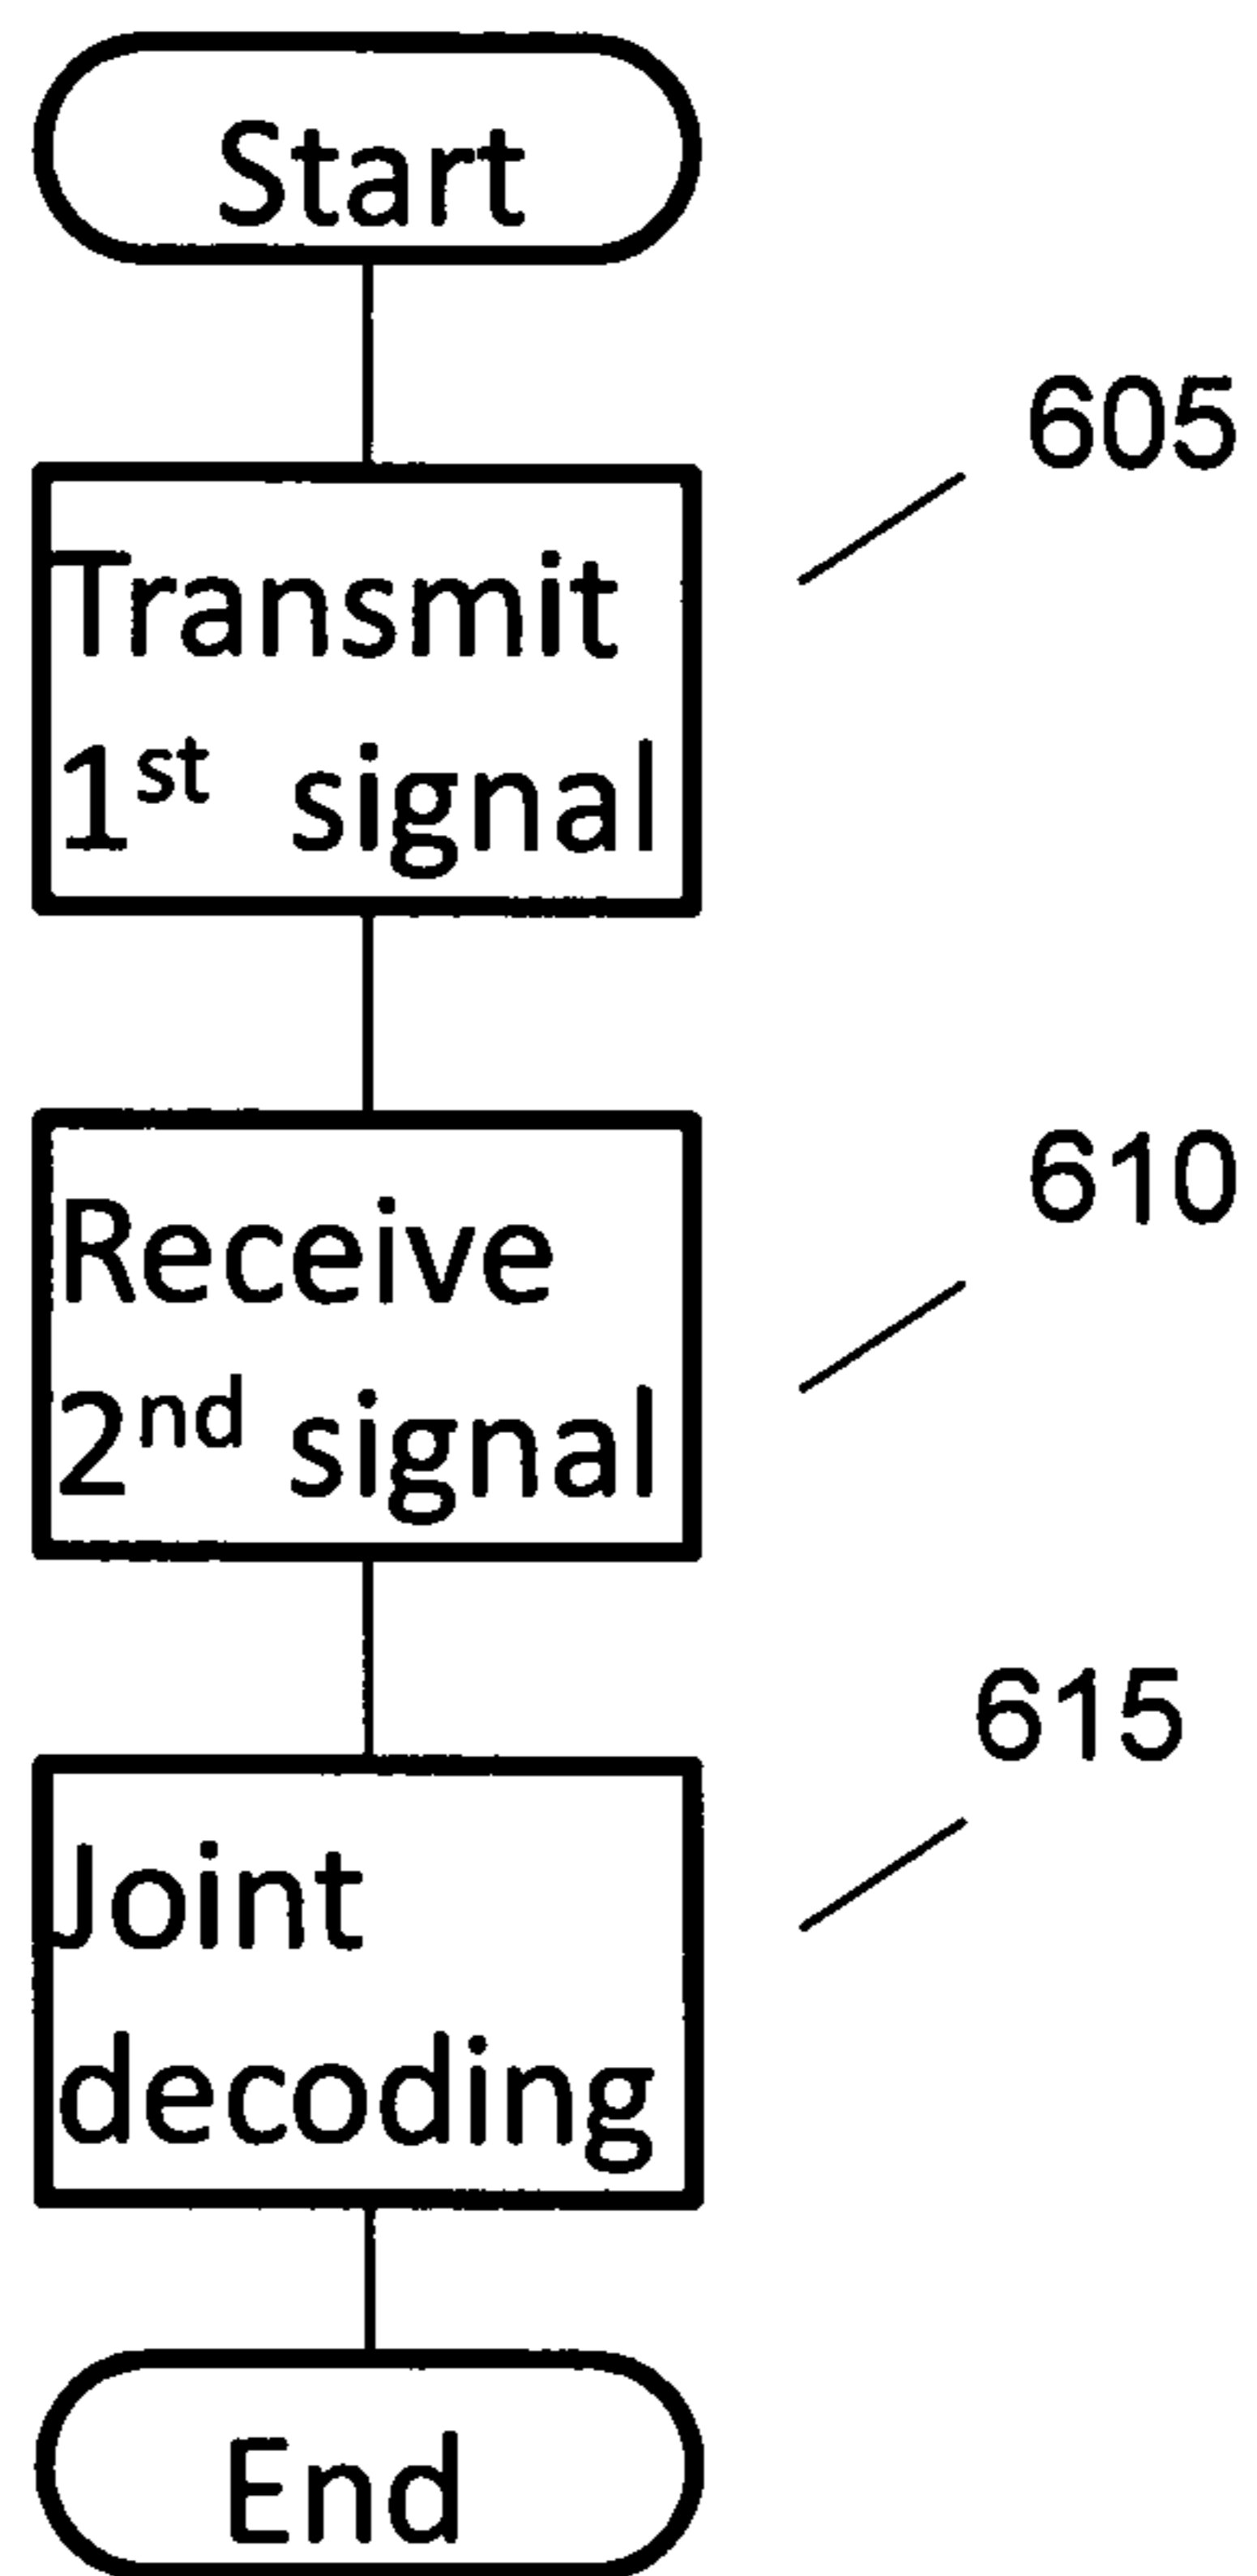 Start
605
Transmit
1st signal
610
Receive
2nd signal
615
Joint
decoding
End